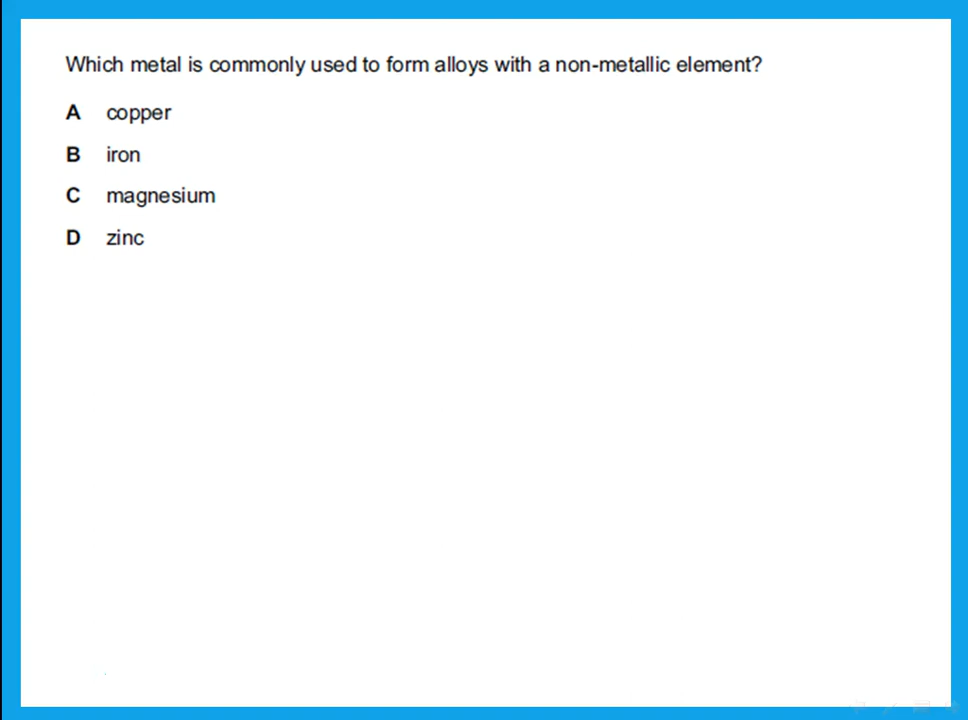 Which metal is commonly used to form alloys with a non-metallic element?
A copper
B iron
C magnesium
D zinc